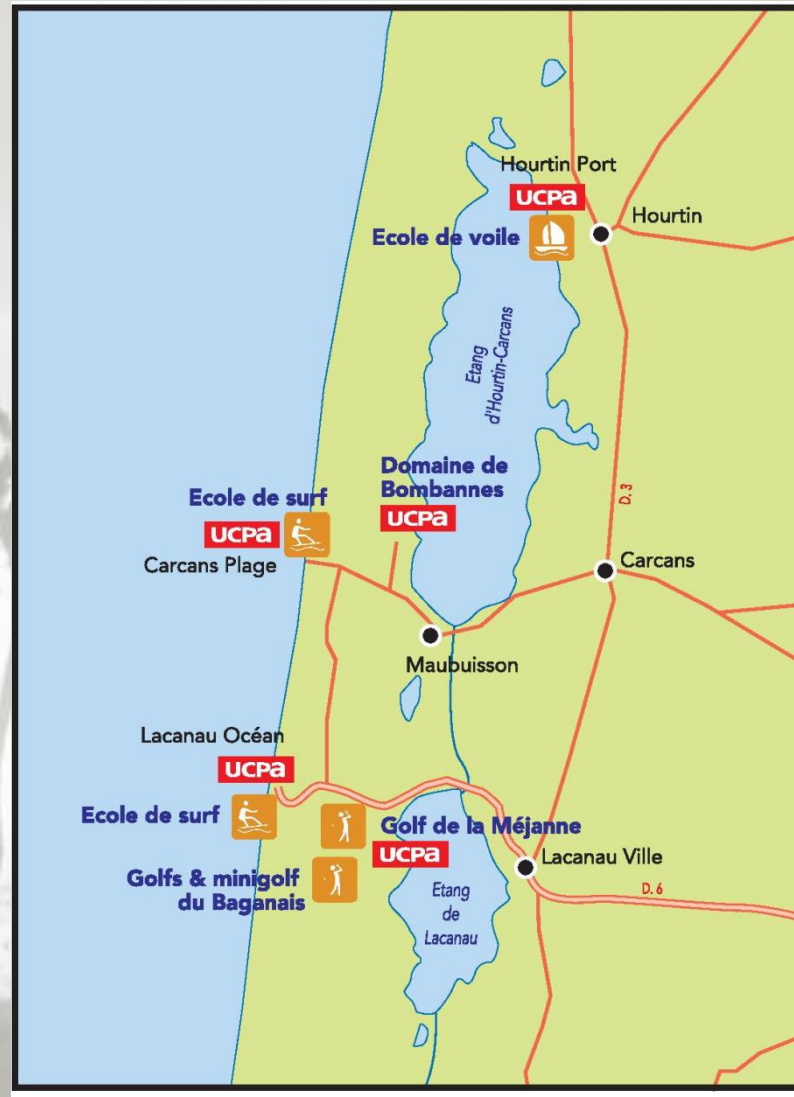 Hourtin Port
UCPA
Hourtin
Ecole de voile
Etang
d'Hourtin-Carcans
Domaine de
Bombannes
UCPA
D.3
Ecole de surf
UCPA
Carcans Plage
Carcans
Maubuisson
Lacanau Océan
UCPA
Ecole de surf
Golf de la Méjanne
UCPA
Lacanau Ville
Golfs & minigolf
du Baganais
D.6
Etang
de
Lacanau